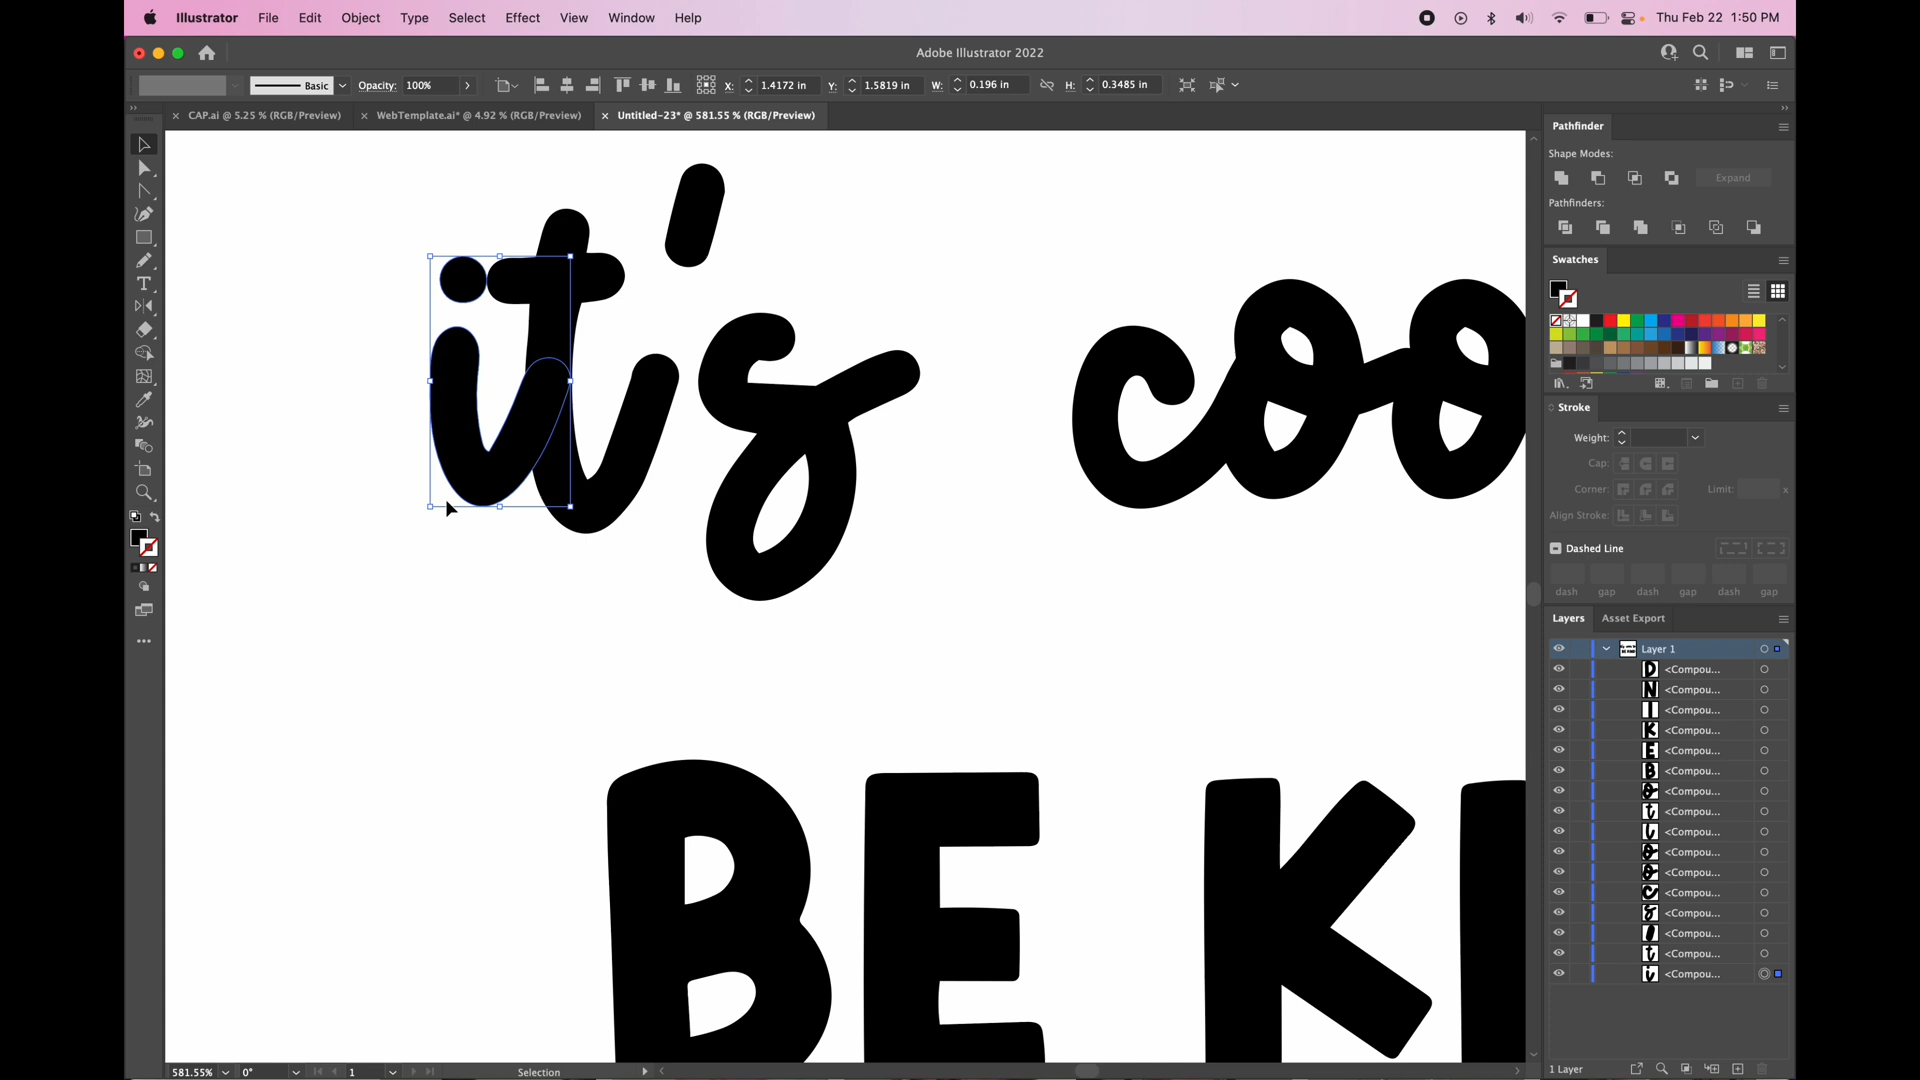 Illustrator File Edit Object Type Select Effect View Window Help Thu Feb 22 1:50 PM
Adobe Illustrator 2022
Basic Opacity: 100% X: 1.4172 in Y: 1.5819 in W: 0.196 in H: 0.3485 in
CAP.ai @ 5.25 % (RGB/Preview) WebTemplate.ai* @ 4.92 % (RGB/Preview) Untitled-23* @ 581.55 % (RGB/Preview)
it's coo
BE K
Pathfinder
Shape Modes:
Expand
Pathfinders:
Swatches
Stroke
Weight:
Cap:
Corner: Limit: x
Align Stroke:
Dashed Line
dash gap dash gap dash gap
Layers Asset Export
Layer 1
D <Compou...
N <Compou...
I <Compou...
K <Compou...
E <Compou...
B <Compou...
o <Compou...
t <Compou...
l <Compou...
o <Compou...
o <Compou...
c <Compou...
s <Compou...
' <Compou...
t <Compou...
i <Compou...
1 Layer
581.55% 0° 1 Selection